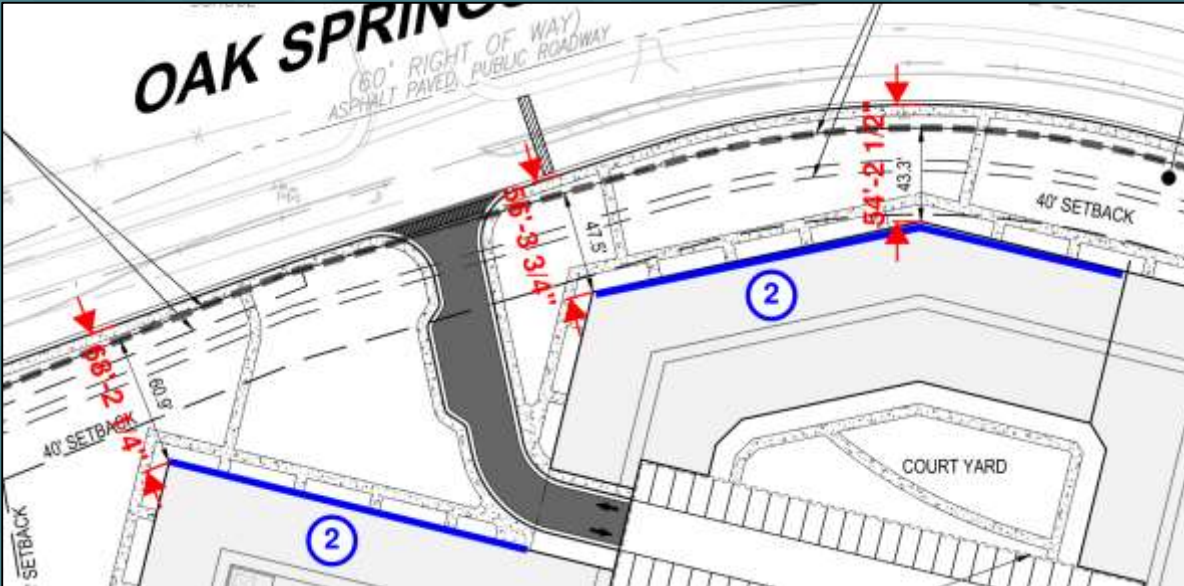 OAK SPRINGS
(60' RIGHT OF WAY)
ASPHALT PAVED, PUBLIC ROADWAY
54'-2 1/2"
43.3'
40' SETBACK
56'-3 3/4"
47.5'
2
68'-2 1/4"
60.9'
40' SETBACK
COURT YARD
2
SETBACK